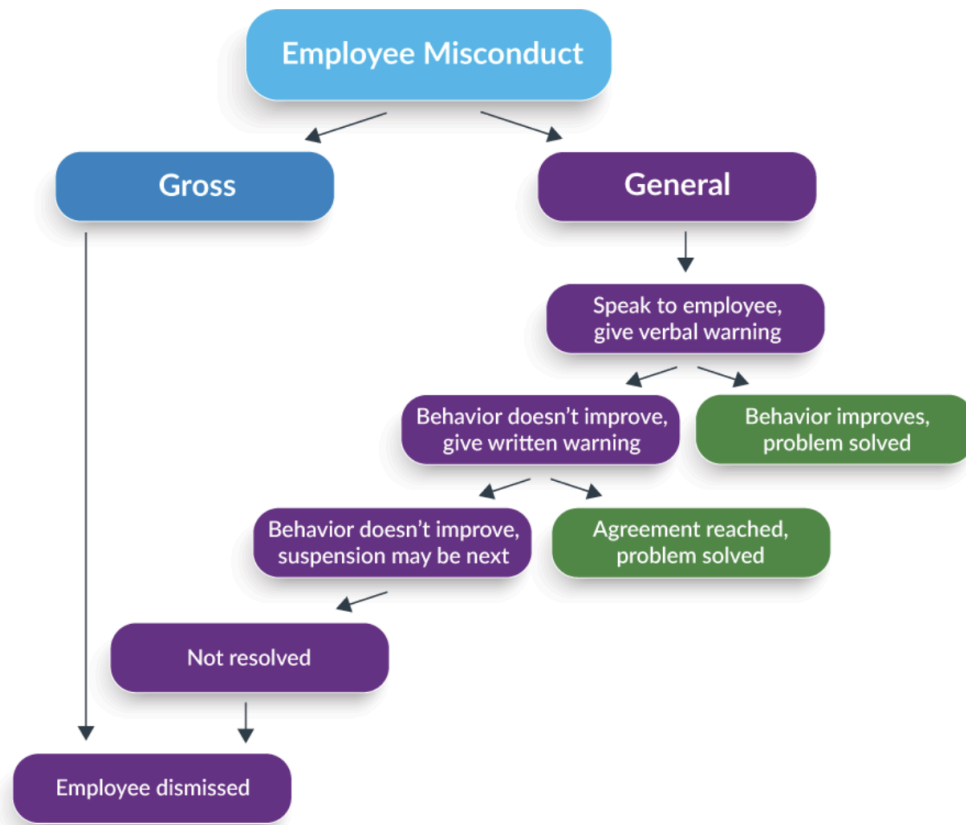 Employee Misconduct
Gross
General
Speak to employee,
give verbal warning
Behavior doesn’t improve,
give written warning
Behavior improves,
problem solved
Behavior doesn’t improve,
suspension may be next
Agreement reached,
problem solved
Not resolved
Employee dismissed